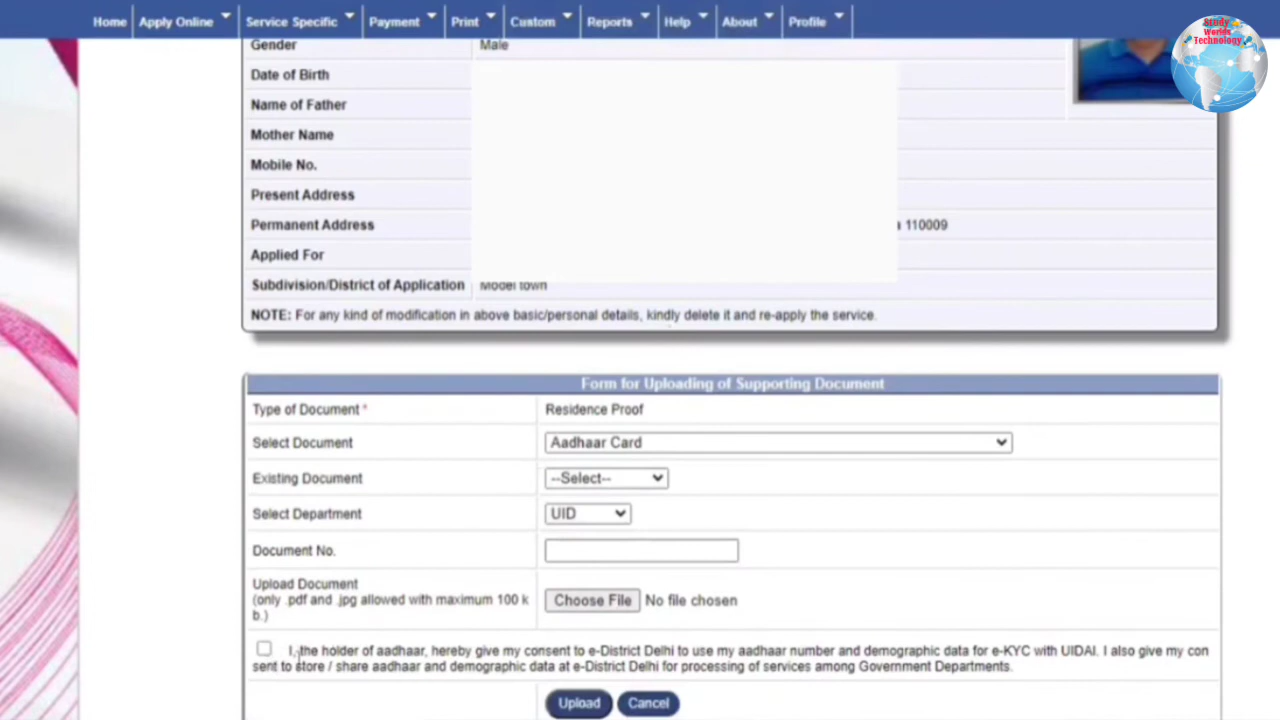 Home Apply Online Service Specific Payment Print Custom Reports Help About Profile
Study
Worlds
Technology
Gender Male
Date of Birth
Name of Father
Mother Name
Mobile No.
Present Address
Permanent Address 110009
Applied For
Subdivision/District of Application Model town
NOTE: For any kind of modification in above basic/personal details, kindly delete it and re-apply the service.
Form for Uploading of Supporting Document
Type of Document * Residence Proof
Select Document Aadhaar Card
Existing Document --Select--
Select Department UID
Document No.
Upload Document
(only .pdf and .jpg allowed with maximum 100 k
b.)
Choose File No file chosen
I, the holder of aadhaar, hereby give my consent to e-District Delhi to use my aadhaar number and demographic data for e-KYC with UIDAI. I also give my con
sent to store / share aadhaar and demographic data at e-District Delhi for processing of services among Government Departments.
Upload Cancel